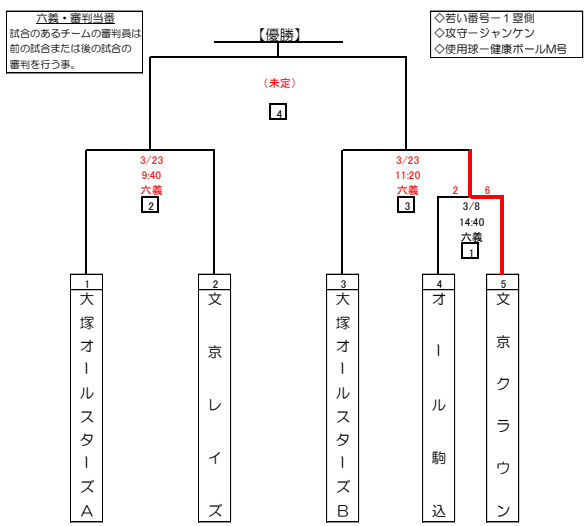 六義・審判当番
試合のあるチームの審判員は
前の試合または後の試合の
審判を行う事。
【優勝】
◇若い番号－1塁側
◇攻守－ジャンケン
◇使用球－健康ボールM号
(未定)
4
3/23
9:40
六義
2
3/23
11:20
六義
3
2 6
3/8
14:40
六義
1
1
大塚オールスターズA
2
文京レイズ
3
大塚オールスターズB
4
オール駒込
5
文京クラウン